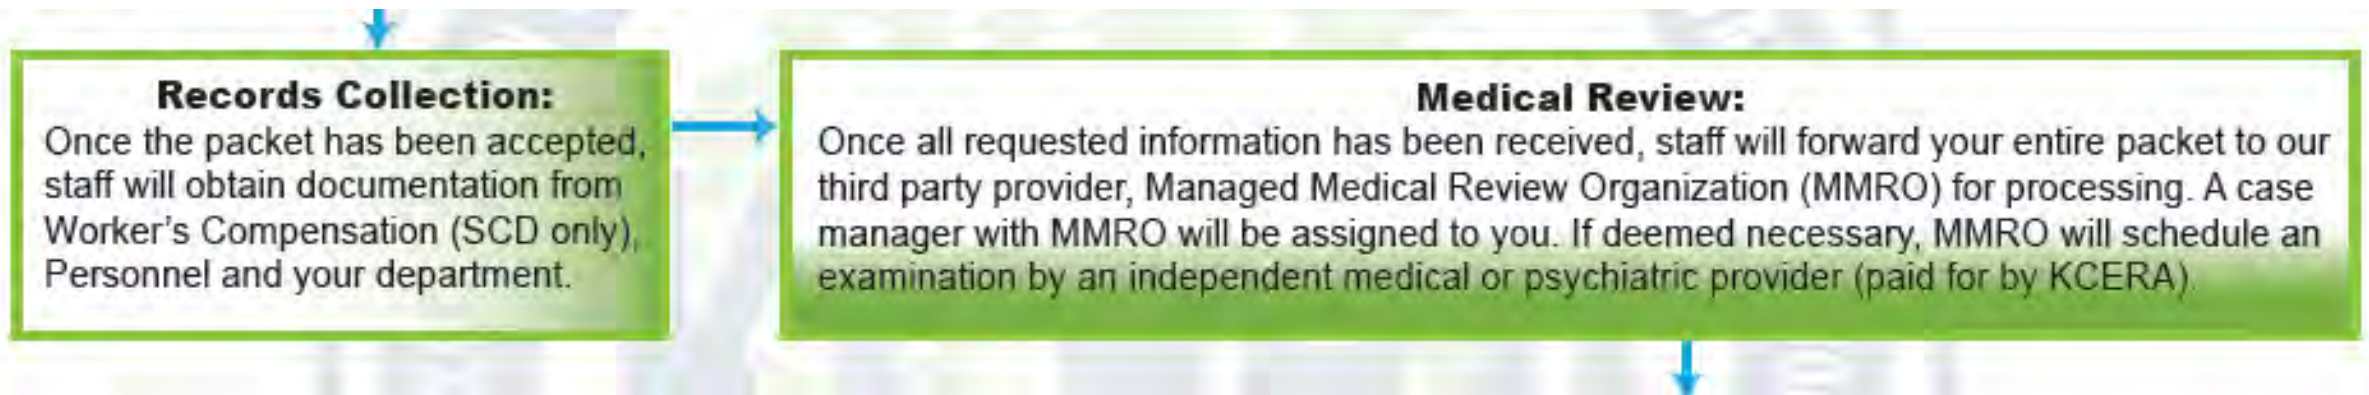 Records Collection:
Once the packet has been accepted,
staff will obtain documentation from
Worker's Compensation (SCD only),
Personnel and your department.
Medical Review:
Once all requested information has been received, staff will forward your entire packet to our
third party provider, Managed Medical Review Organization (MMRO) for processing. A case
manager with MMRO will be assigned to you. If deemed necessary, MMRO will schedule an
examination by an independent medical or psychiatric provider (paid for by KCERA)